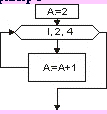 A=2
I, 2, 4
A=A+1